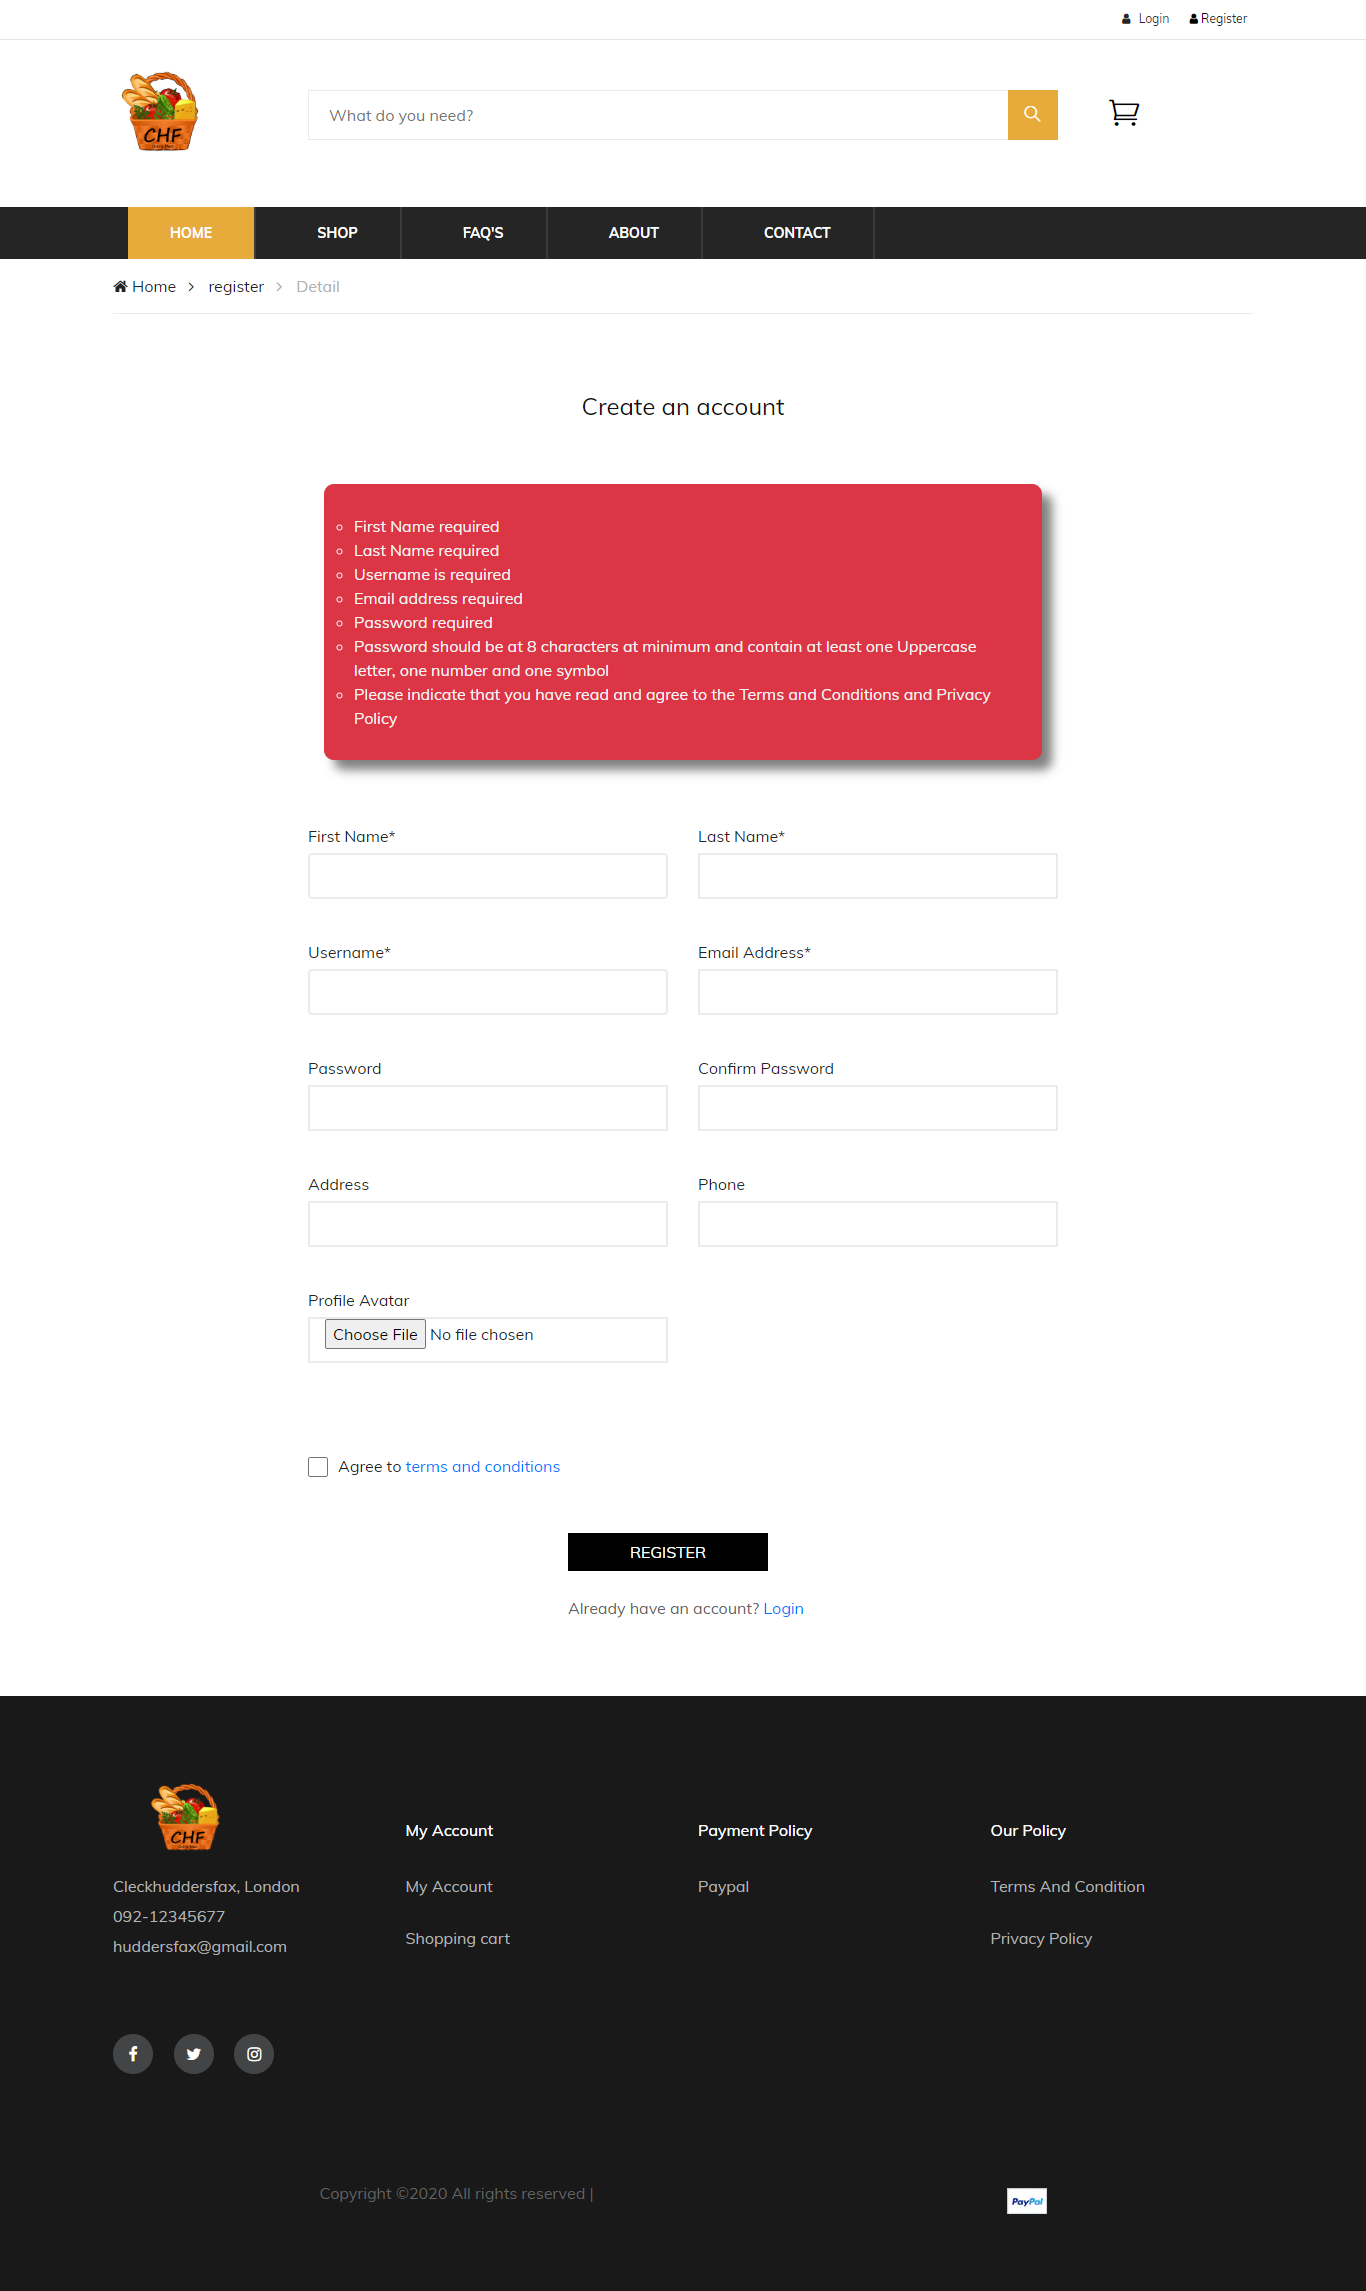 Login Register
CHF
What do you need?
HOME SHOP FAQ'S ABOUT CONTACT
Home > register > Detail
Create an account
First Name required
Last Name required
Username is required
Email address required
Password required
Password should be at 8 characters at minimum and contain at least one Uppercase
letter, one number and one symbol
Please indicate that you have read and agree to the Terms and Conditions and Privacy
Policy
First Name* Last Name*
Username* Email Address*
Password Confirm Password
Address Phone
Profile Avatar
Choose File No file chosen
Agree to terms and conditions
REGISTER
Already have an account? Login
CHF
My Account Payment Policy Our Policy
Cleckhuddersfax, London My Account Paypal Terms And Condition
092-12345677
huddersfax@gmail.com Shopping cart Privacy Policy
Copyright ©2020 All rights reserved |
PayPal